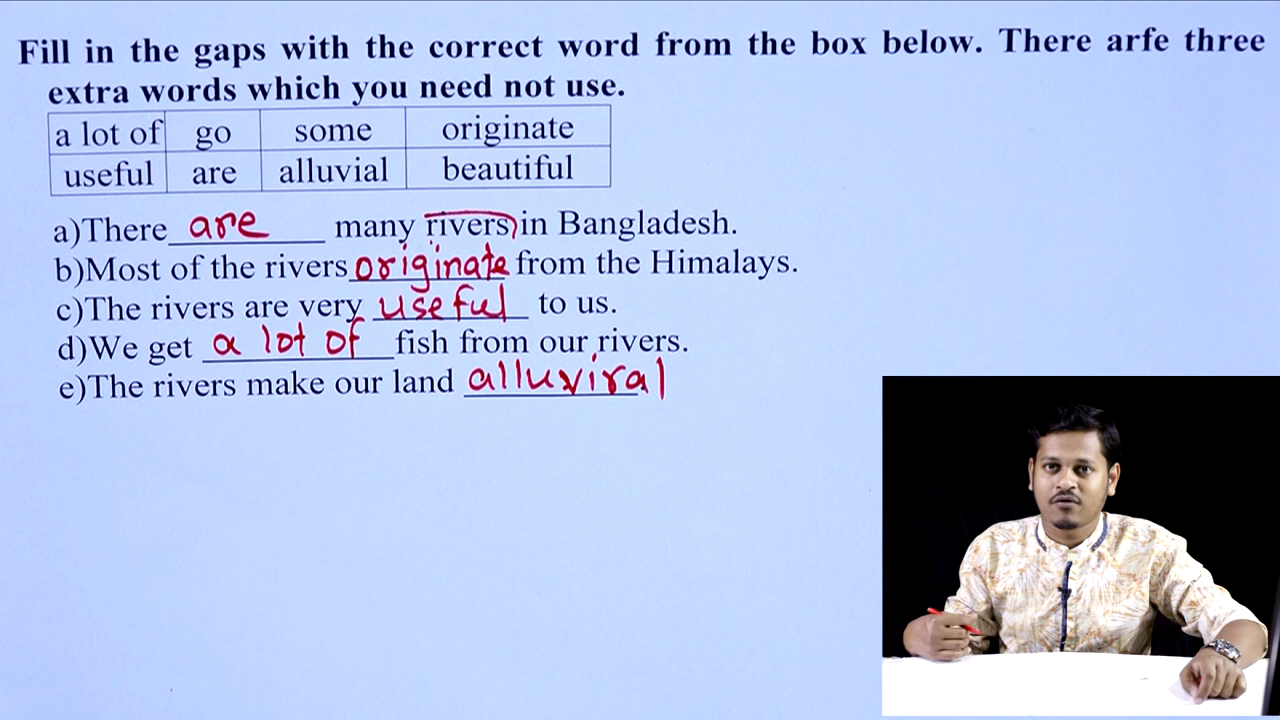 Fill in the gaps with the correct word from the box below. There arfe three
extra words which you need not use.
a lot of go some originate
useful are alluvial beautiful
a)There are many rivers in Bangladesh.
b)Most of the rivers originate from the Himalays.
c)The rivers are very useful to us.
d)We get a lot of fish from our rivers.
e)The rivers make our land alluviral